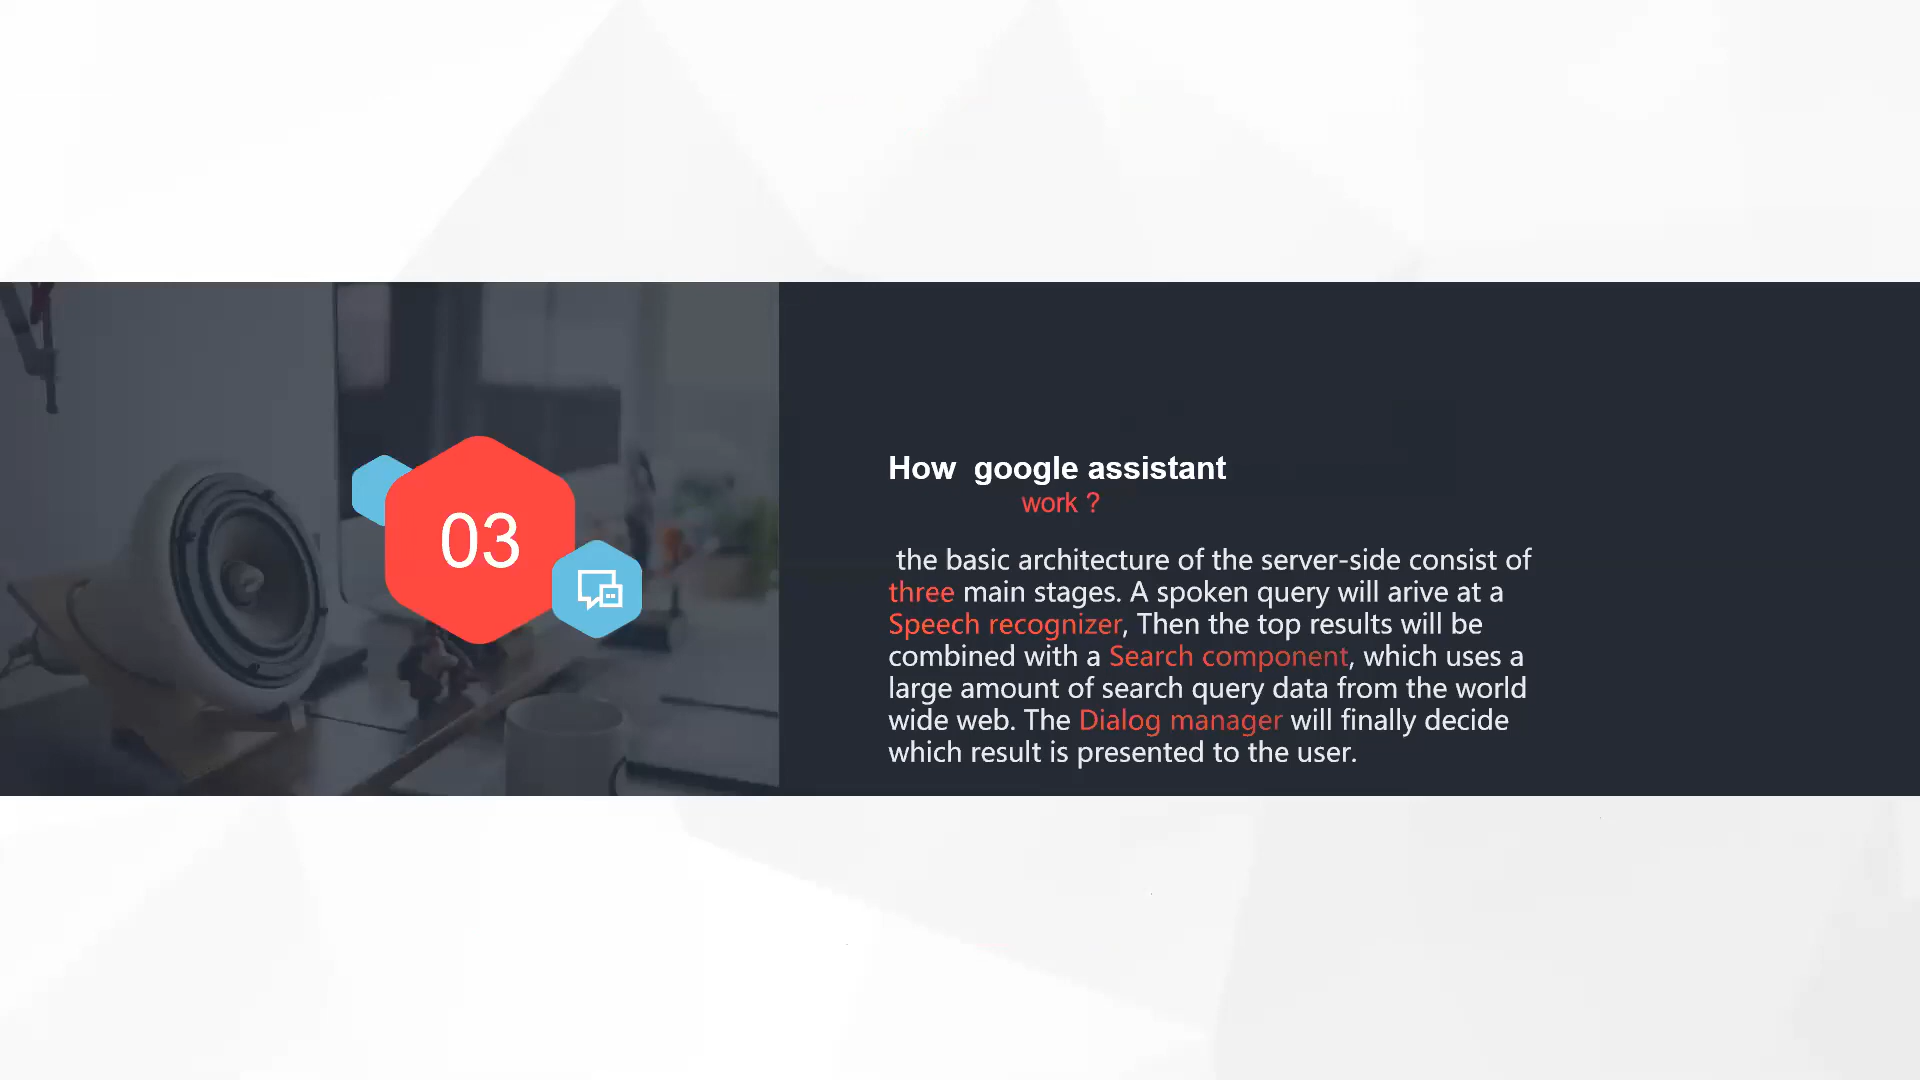 03
How  google assistant
work ?
the basic architecture of the server-side consist of
three main stages. A spoken query will arive at a
Speech recognizer, Then the top results will be
combined with a Search component, which uses a
large amount of search query data from the world
wide web. The Dialog manager will finally decide
which result is presented to the user.